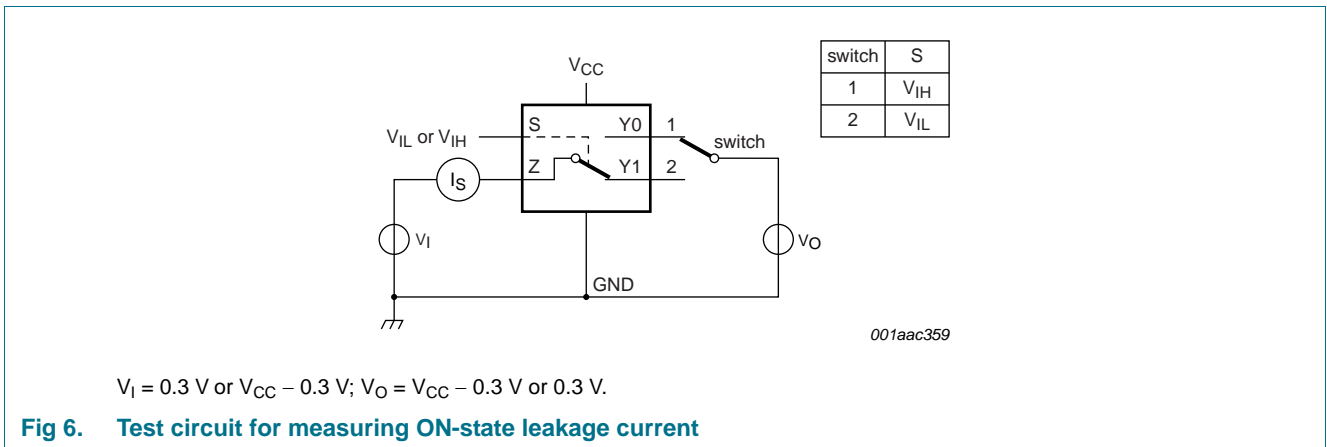 switch S
1 VIH
2 VIL
VCC
VIL or VIH
S Y0 1
switch
Z Y1 2
IS
VI
VO
GND
001aac359
VI = 0.3 V or VCC − 0.3 V; VO = VCC − 0.3 V or 0.3 V.
Fig 6. Test circuit for measuring ON-state leakage current